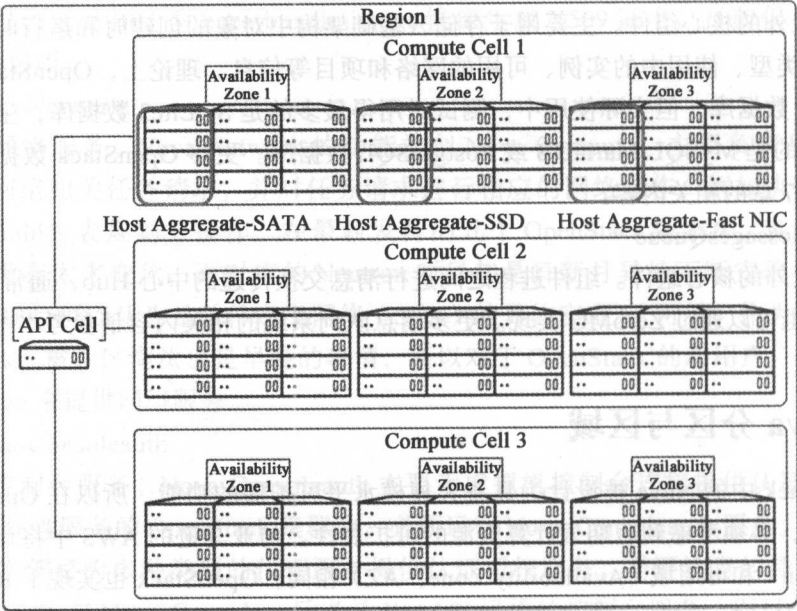 Region 1
Compute Cell 1
Availability Zone 1
Availability Zone 2
Availability Zone 3
Host Aggregate-SATA
Host Aggregate-SSD
Host Aggregate-Fast NIC
Compute Cell 2
Availability Zone 1
Availability Zone 2
Availability Zone 3
API Cell
Compute Cell 3
Availability Zone 1
Availability Zone 2
Availability Zone 3